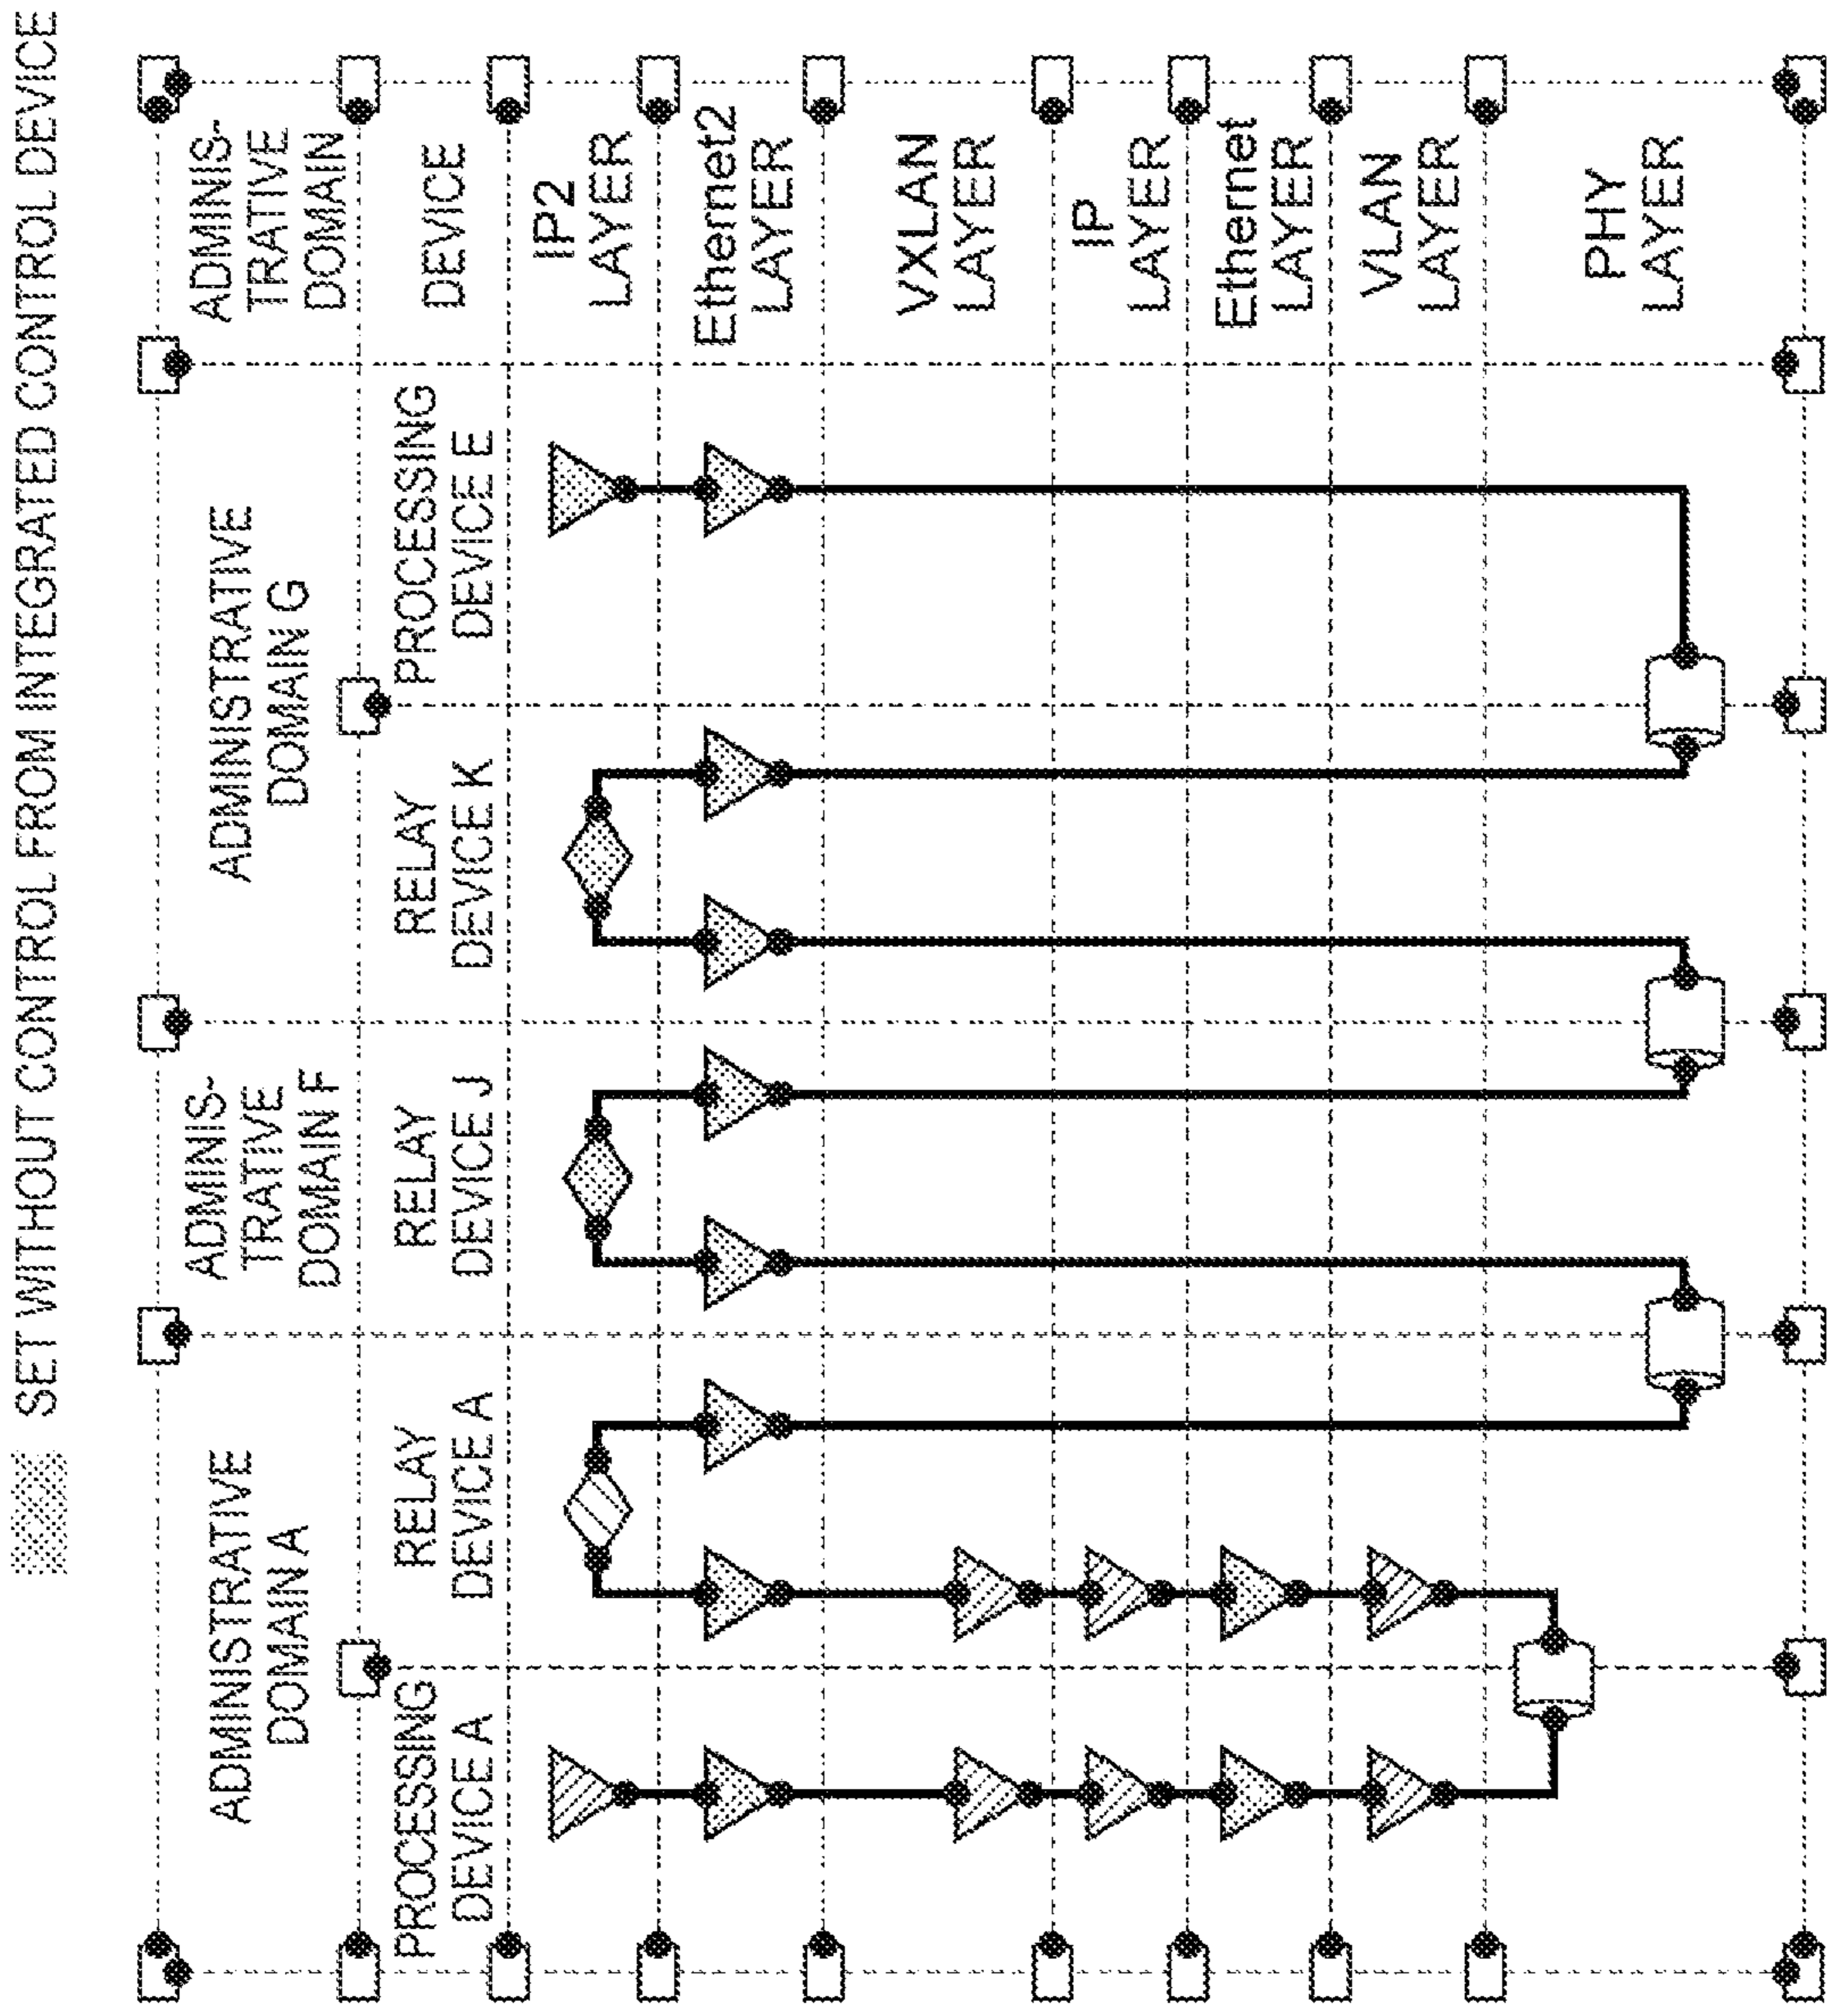 SET WITHOUT CONTROL FROM INTEGRATED CONTROL DEVICE
ADMINISTRATIVE
DOMAIN A
ADMINIS-
TRATIVE
DOMAIN F
ADMINISTRATIVE
DOMAIN G
ADMINIS-
TRATIVE
DOMAIN
PROCESSING
DEVICE A
RELAY
DEVICE A
RELAY
DEVICE J
RELAY
DEVICE K
PROCESSING
DEVICE E
DEVICE
IP2
LAYER
Ethernet2
LAYER
VXLAN
LAYER
IP
LAYER
Ethernet
LAYER
VLAN
LAYER
PHY
LAYER